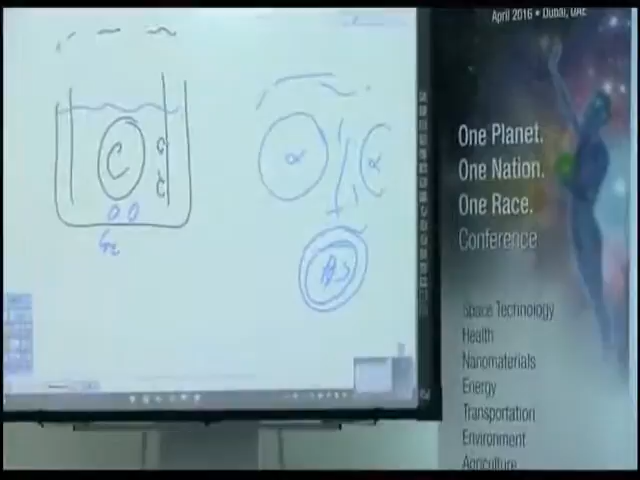 April 2016 • Dubai, UAE
One Planet.
One Nation.
One Race.
Conference
Space Technology
Health
Nanomaterials
Energy
Transportation
Environment
Agriculture
C
C
C
α
α